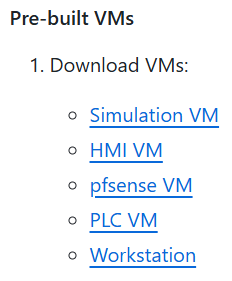 Pre-built VMs
1. Download VMs:
Simulation VM
HMI VM
pfsense VM
PLC VM
Workstation